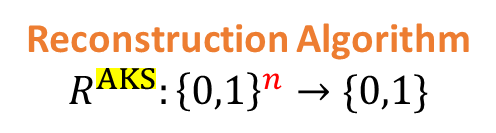 Reconstruction Algorithm
R^AKS: {0,1}^n → {0,1}